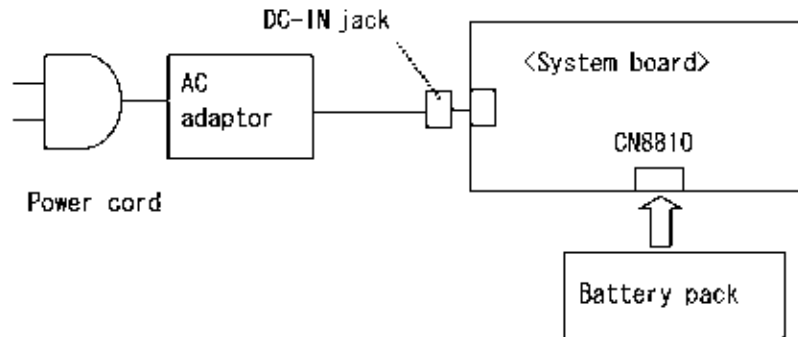 DC-IN jack
<System board>
AC
adaptor
CN8810
Power cord
Battery pack